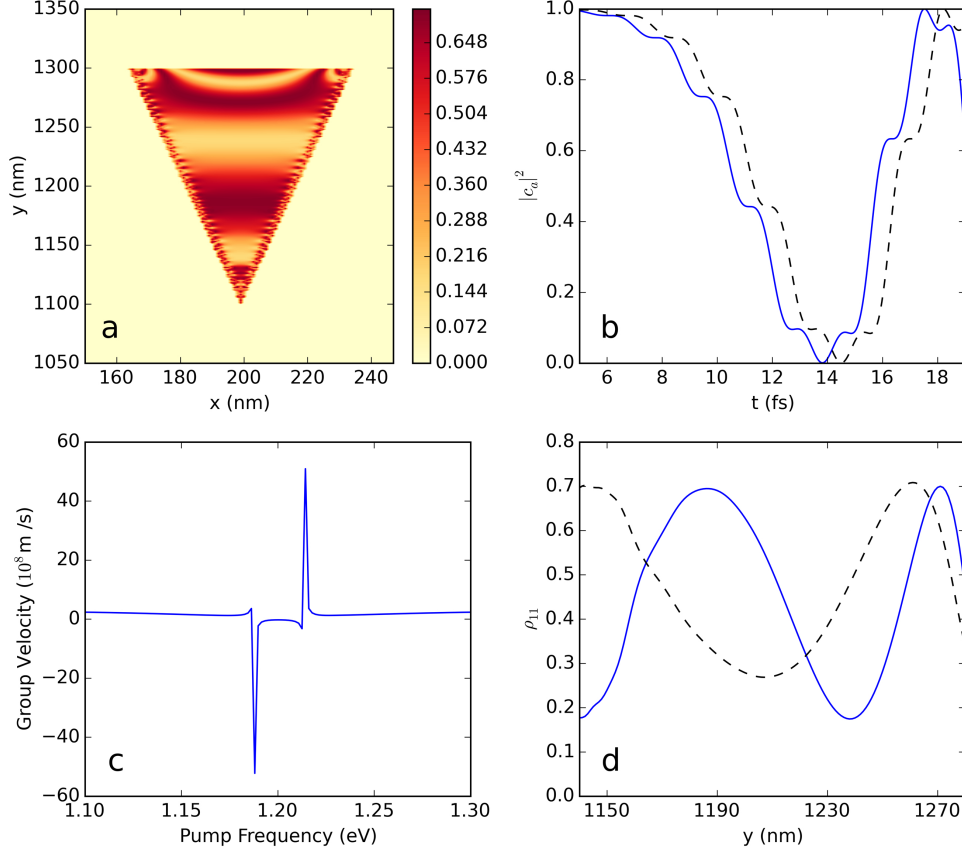 1350
1300
1250
1200
1150
1100
1050
y (nm)
160 180 200 220 240
x (nm)
a
0.648
0.576
0.504
0.432
0.360
0.288
0.216
0.144
0.072
0.000
1.0
0.8
0.6
0.4
0.2
0.0
|c_a|^2
6 8 10 12 14 16 18
t (fs)
b
60
40
20
0
−20
−40
−60
Group Velocity (10^8 m /s)
1.10 1.15 1.20 1.25 1.30
Pump Frequency (eV)
c
0.8
0.7
0.6
0.5
0.4
0.3
0.2
0.1
0.0
ρ_11
1150 1190 1230 1270
y (nm)
d